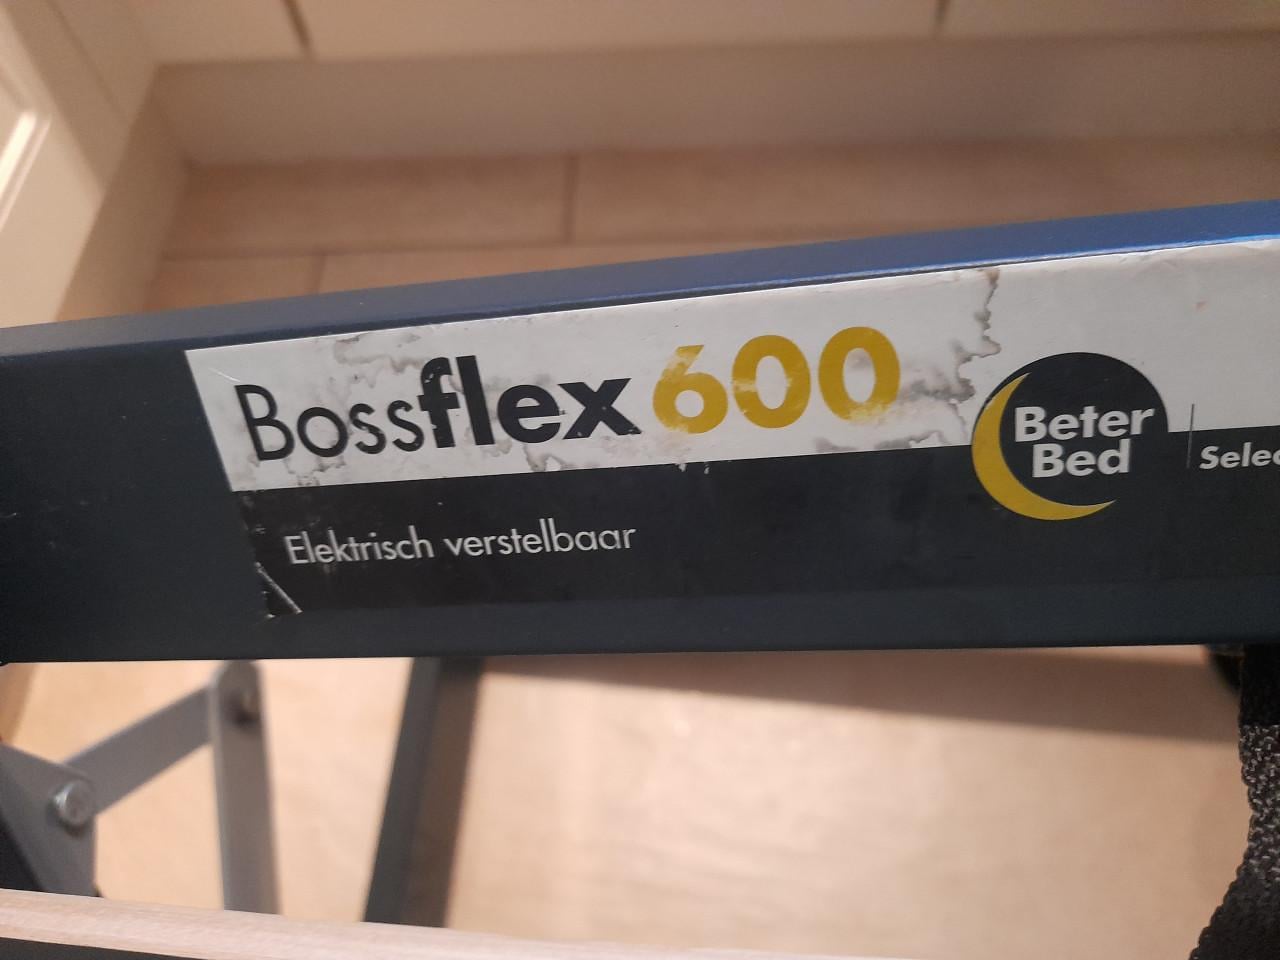 Bossflex 600
Elektrisch verstelbaar
Beter
Bed